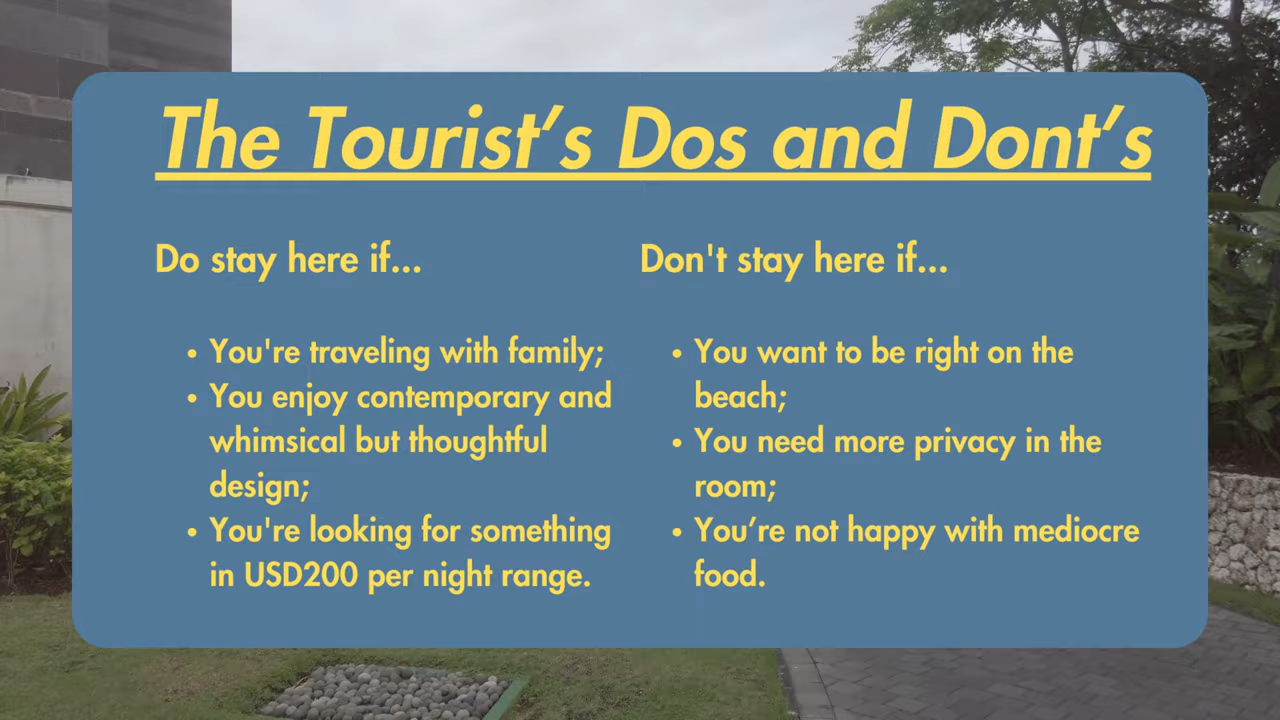 The Tourist’s Dos and Dont’s
Do stay here if...
• You're traveling with family;
• You enjoy contemporary and
whimsical but thoughtful
design;
• You're looking for something
in USD200 per night range.
Don't stay here if...
• You want to be right on the
beach;
• You need more privacy in the
room;
• You’re not happy with mediocre
food.